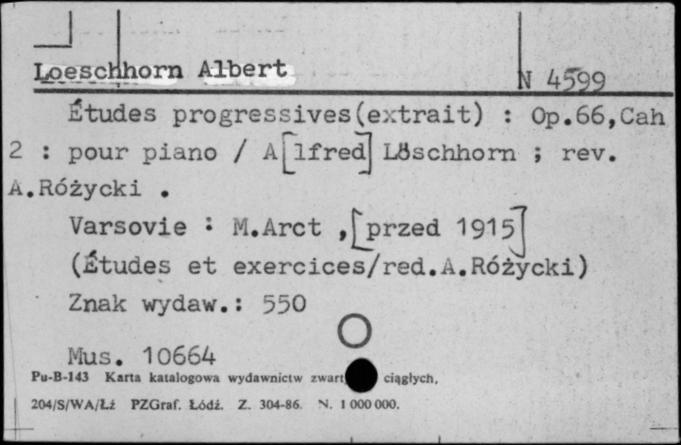 Loeschhorn Albert
N 4599
Études progressives(extrait) : Op.66,Cah
2 : pour piano / A[lfred] Löschhorn ; rev.
A.Różycki .
Varsovie : M.Arct ,[przed 1915]
(Études et exercices/red.A.Różycki)
Znak wydaw.: 550
Mus. 10664
Pu-B-143 Karta katalogowa wydawnictw zwart ciągłych,
204/S/WA/Łż PZGraf. Łódź. Z. 304-86. N. 1 000 000.